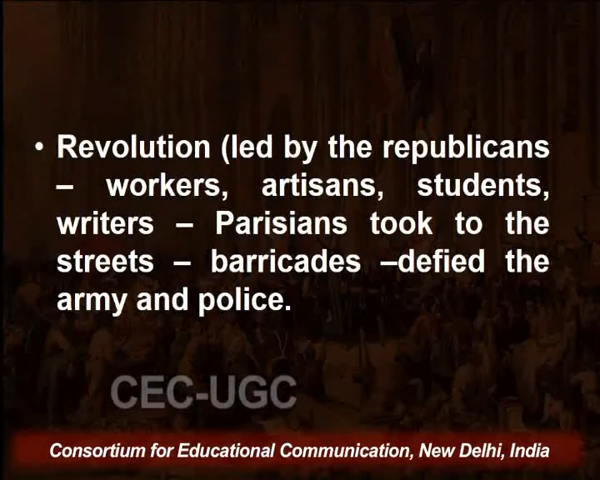 • Revolution (led by the republicans
– workers, artisans, students,
writers – Parisians took to the
streets – barricades –defied the
army and police.
CEC-UGC
Consortium for Educational Communication, New Delhi, India